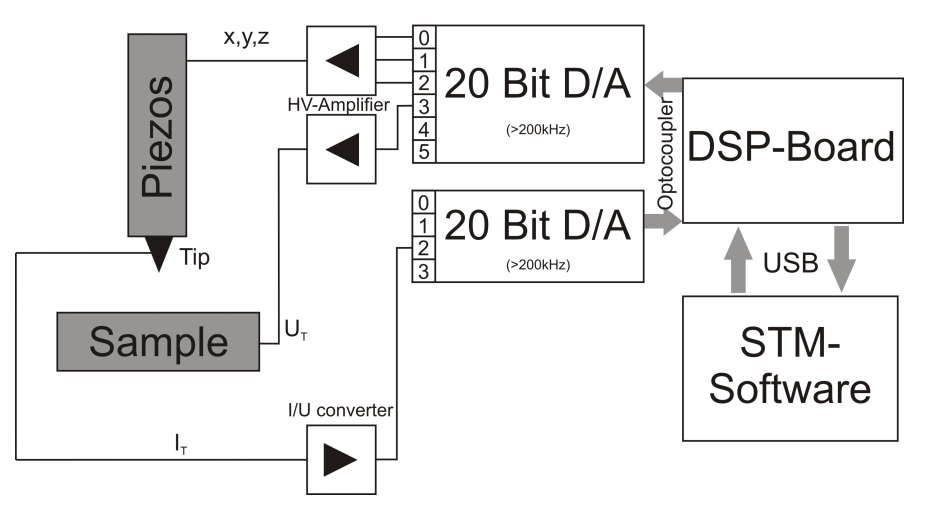 x,y,z
Piezos
HV-Amplifier
0
1
2
3
4
5
20 Bit D/A
(>200kHz)
Optocoupler
DSP-Board
0
1
2
3
20 Bit D/A
(>200kHz)
Tip
USB
Sample
U_T
STM-
Software
I/U converter
I_T